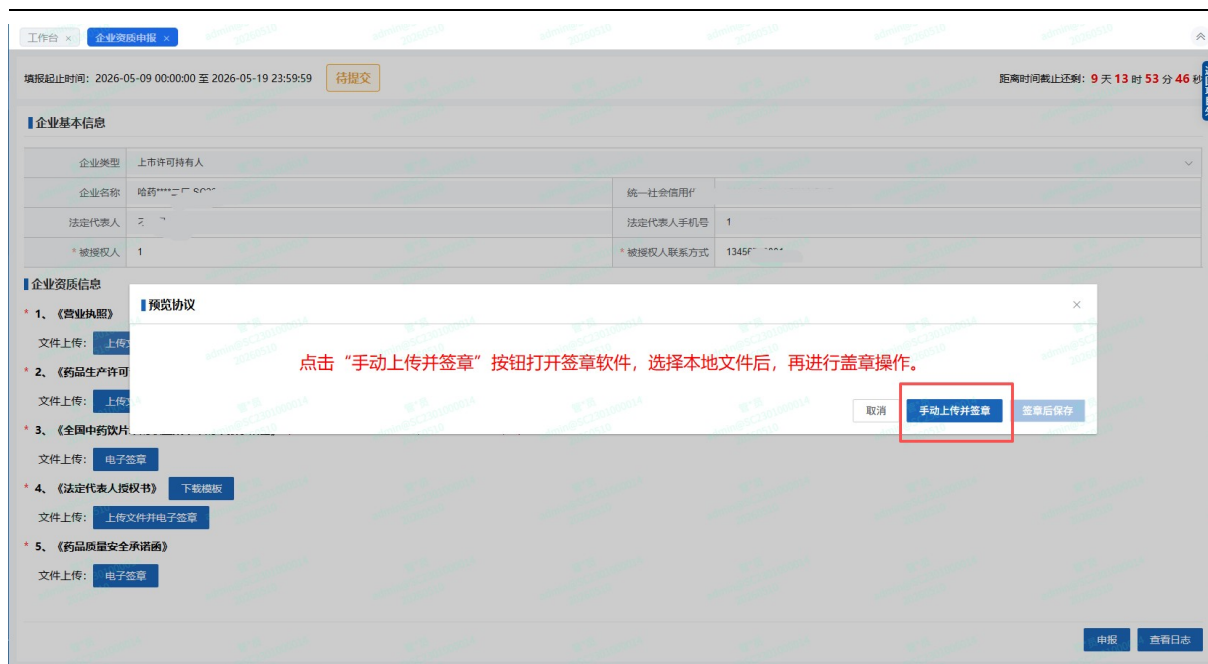 工作台 × 企业资质申报 ×
填报起止时间：2026-05-09 00:00:00 至 2026-05-19 23:59:59 待提交 距离时间截止还剩：9 天 13 时 53 分 46 秒
企业基本信息
企业类型 上市许可持有人
企业名称 哈药**** 统一社会信用
法定代表人 法定代表人手机号 1
* 被授权人 1 * 被授权人联系方式
企业资质信息
* 1、《营业执照》
预览协议 ×
文件上传： 上传
点击“手动上传并签章”按钮打开签章软件，选择本地文件后，再进行盖章操作。
* 2、《药品生产许可
文件上传： 上传
取消 手动上传并签章 签章后保存
* 3、《全国中药饮片
文件上传： 电子签章
* 4、《法定代表人授权书》 下载模板
文件上传： 上传文件并电子签章
* 5、《药品质量安全承诺函》
文件上传： 电子签章
申报 查看日志